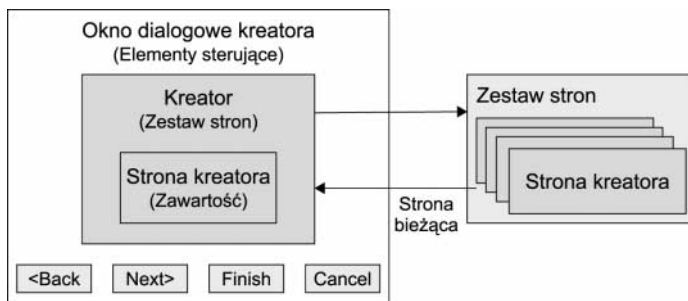 Okno dialogowe kreatora
(Elementy sterujące)
Kreator
(Zestaw stron)
Strona kreatora
(Zawartość)
Zestaw stron
Strona kreatora
Strona
bieżąca
<Back
Next>
Finish
Cancel